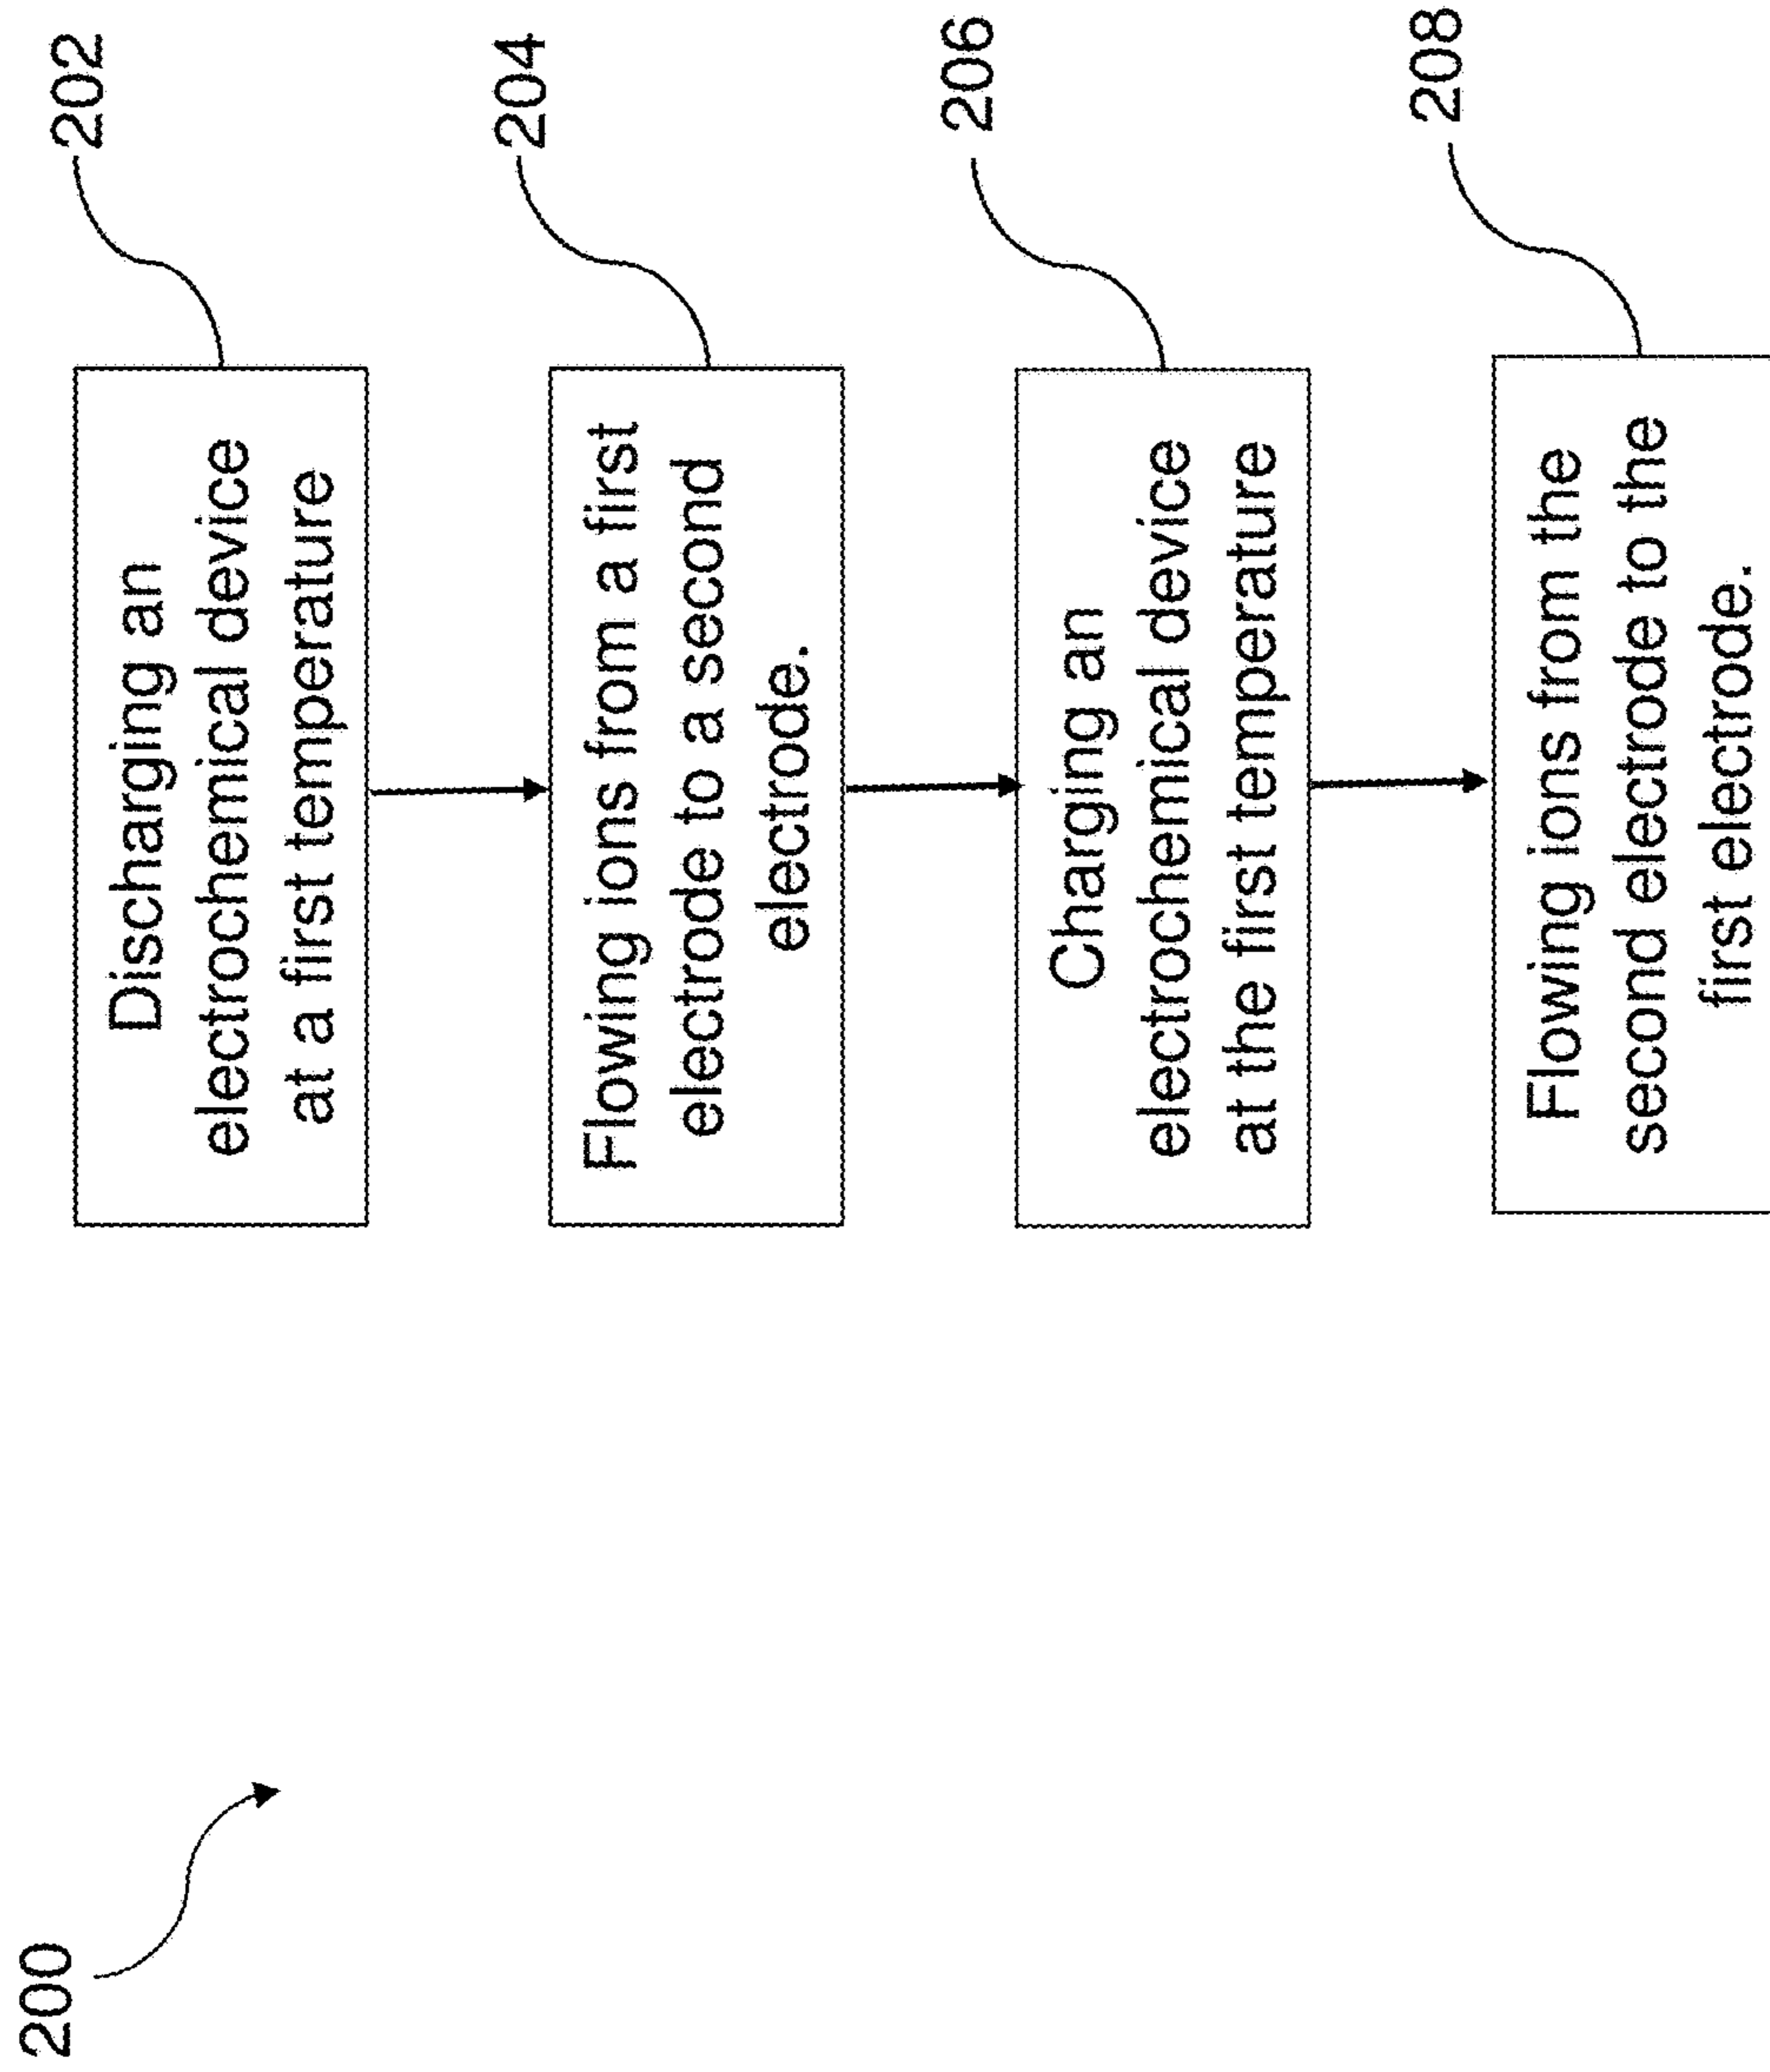 200
Discharging an
electrochemical device
at a first temperature
202
Flowing ions from a first
electrode to a second
electrode.
204
Charging an
electrochemical device
at the first temperature
206
Flowing ions from the
second electrode to the
first electrode.
208